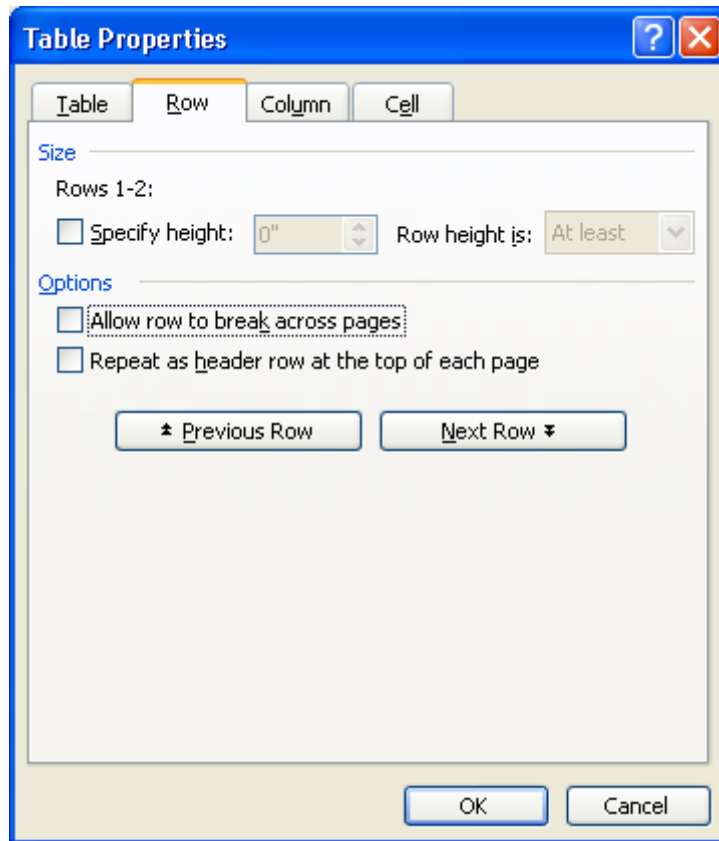 Table Properties
Table Row Column Cell
Size
Rows 1-2:
Specify height: 0" Row height is: At least
Options
Allow row to break across pages
Repeat as header row at the top of each page
Previous Row Next Row
OK Cancel